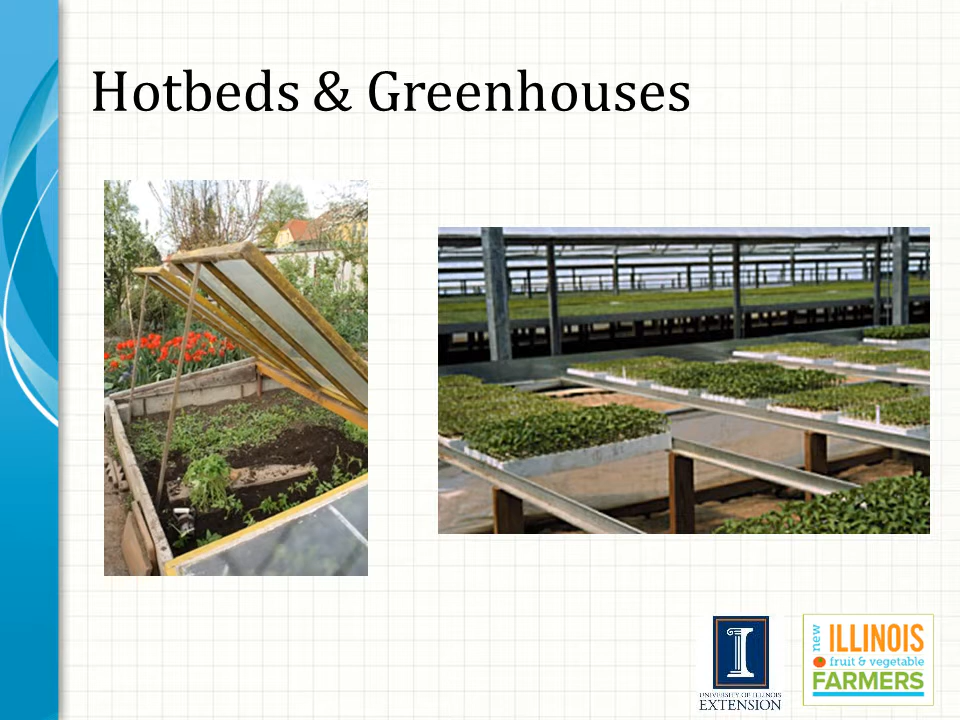 Hotbeds & Greenhouses
I
UNIVERSITY OF ILLINOIS
EXTENSION
new
ILLINOIS
fruit & vegetable
FARMERS